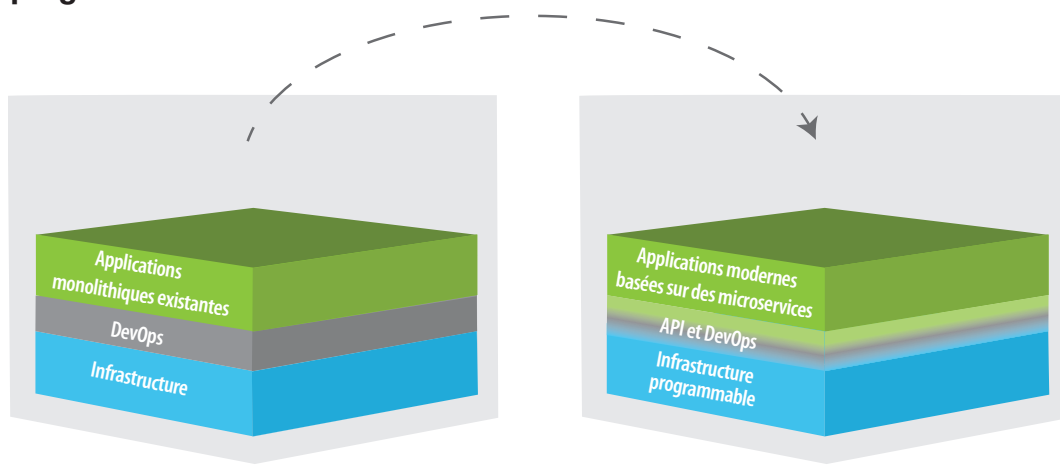 Applications
monolithiques existantes
DevOps
Infrastructure
Applications modernes
basées sur des microservices
API et DevOps
Infrastructure
programmable